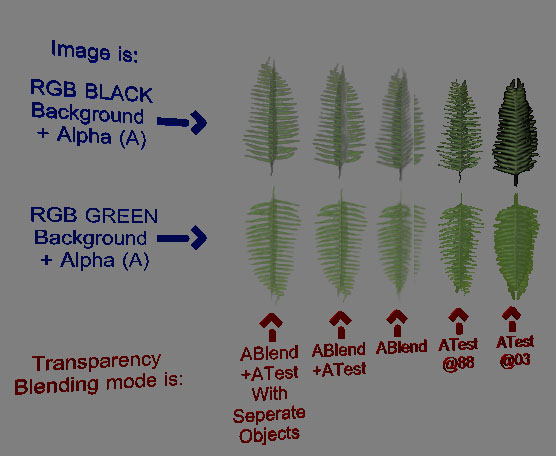 Image is:
RGB BLACK
Background
+ Alpha (A)
RGB GREEN
Background
+ Alpha (A)
Transparency
Blending mode is:
ABlend
+ATest
With
Seperate
Objects
ABlend
+ATest
ABlend
ATest
@88
ATest
@03